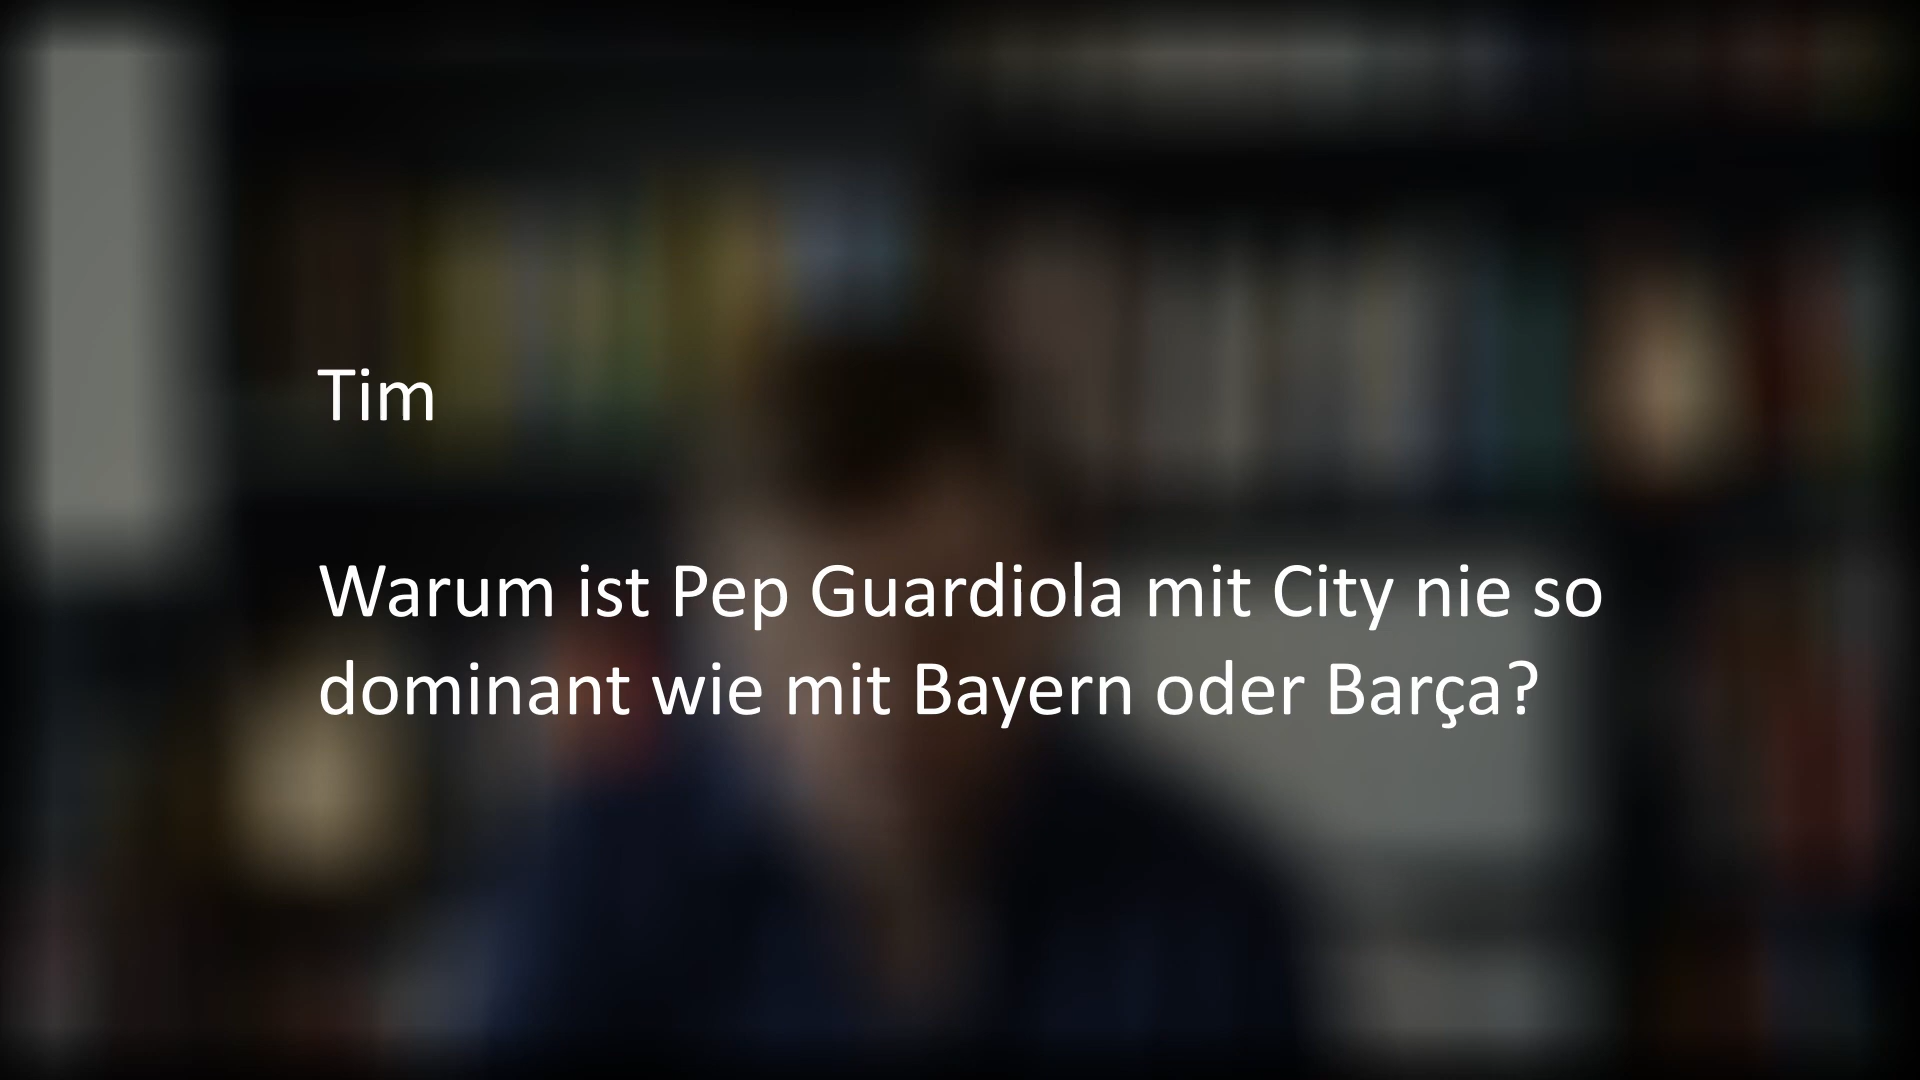 Tim
Warum ist Pep Guardiola mit City nie so
dominant wie mit Bayern oder Barça?